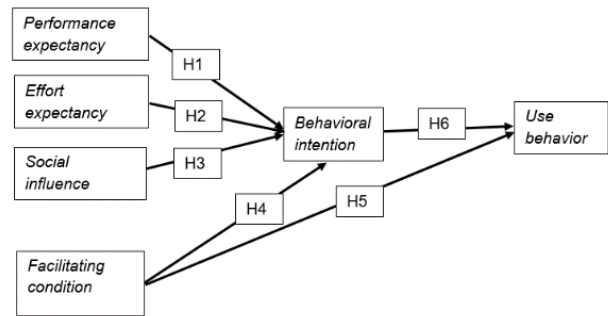 Performance
expectancy
H1
Effort
expectancy
H2
Behavioral
intention
H6
Use
behavior
Social
influence
H3
H4
H5
Facilitating
condition